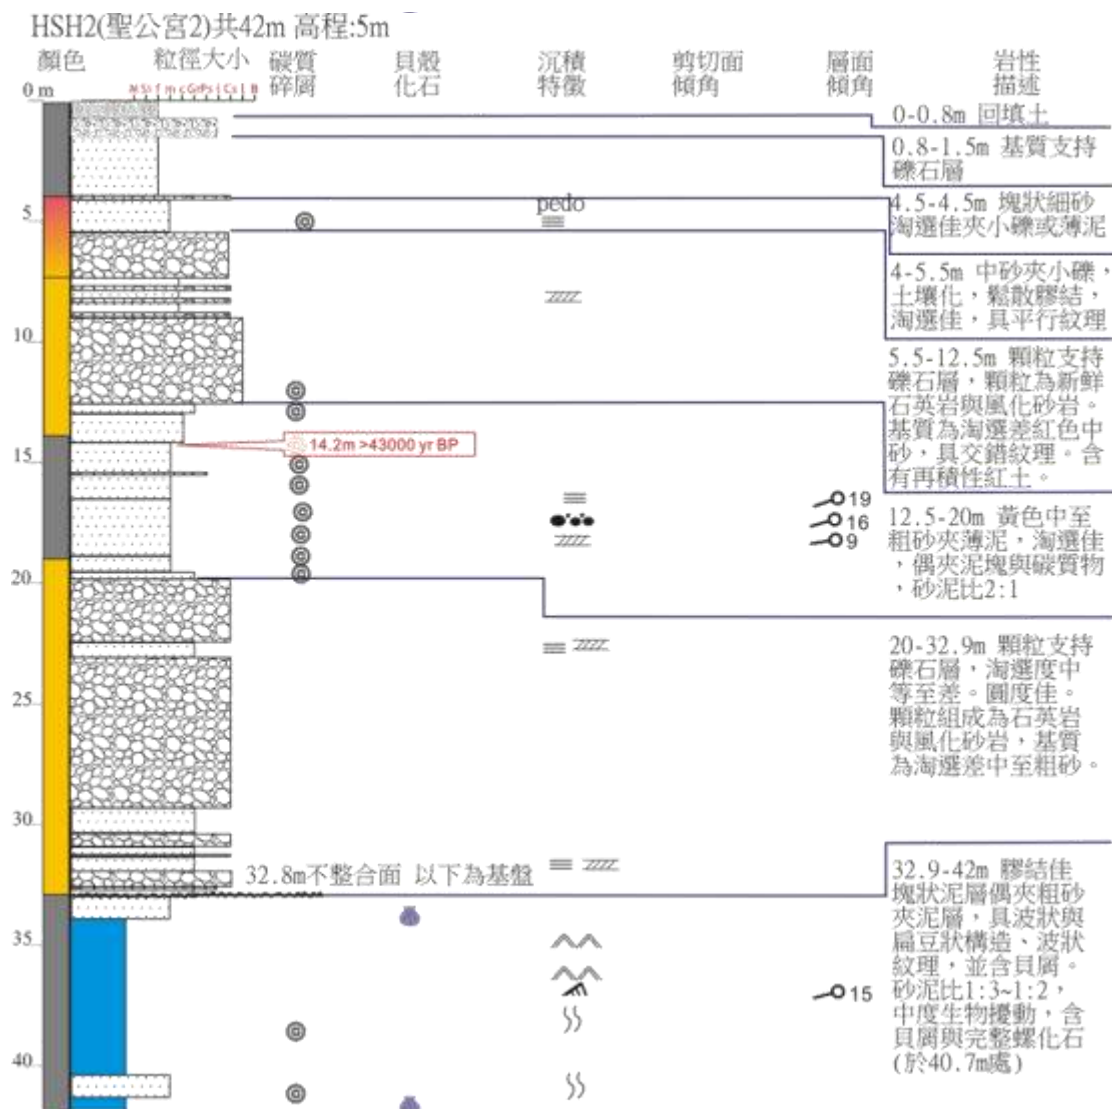 HSH2(聖公宮2)共42m 高程:5m
顏色 粒徑大小 碳質碎屑 貝殼化石 沉積特徵 剪切面傾角 層面傾角 岩性描述
0 m
M Si f m c GrPs i Cs l B
0-0.8m 回填土
0.8-1.5m 基質支持
礫石層
pedo
4.5-4.5m 塊狀細砂
淘選佳夾小礫或薄泥
5
4-5.5m 中砂夾小礫，
土壤化，鬆散膠結，
淘選佳，具平行紋理
10
5.5-12.5m 顆粒支持
礫石層，顆粒為新鮮
石英岩與風化砂岩。
基質為淘選差紅色中
砂，具交錯紋理。含
有再積性紅土。
14.2m >43000 yr BP
15
19
16
9
12.5-20m 黃色中至
粗砂夾薄泥，淘選佳
，偶夾泥塊與碳質物
，砂泥比2:1
20
20-32.9m 顆粒支持
礫石層，淘選度中
等至差。圓度佳。
顆粒組成為石英岩
與風化砂岩，基質
為淘選差中至粗砂。
25
30
32.8m不整合面 以下為基盤
32.9-42m 膠結佳
塊狀泥層偶夾粗砂
夾泥層，具波狀與
扁豆狀構造、波狀
紋理，並含貝屑。
砂泥比1:3~1:2，
中度生物擾動，含
貝屑與完整螺化石
(於40.7m處)
35
15
40